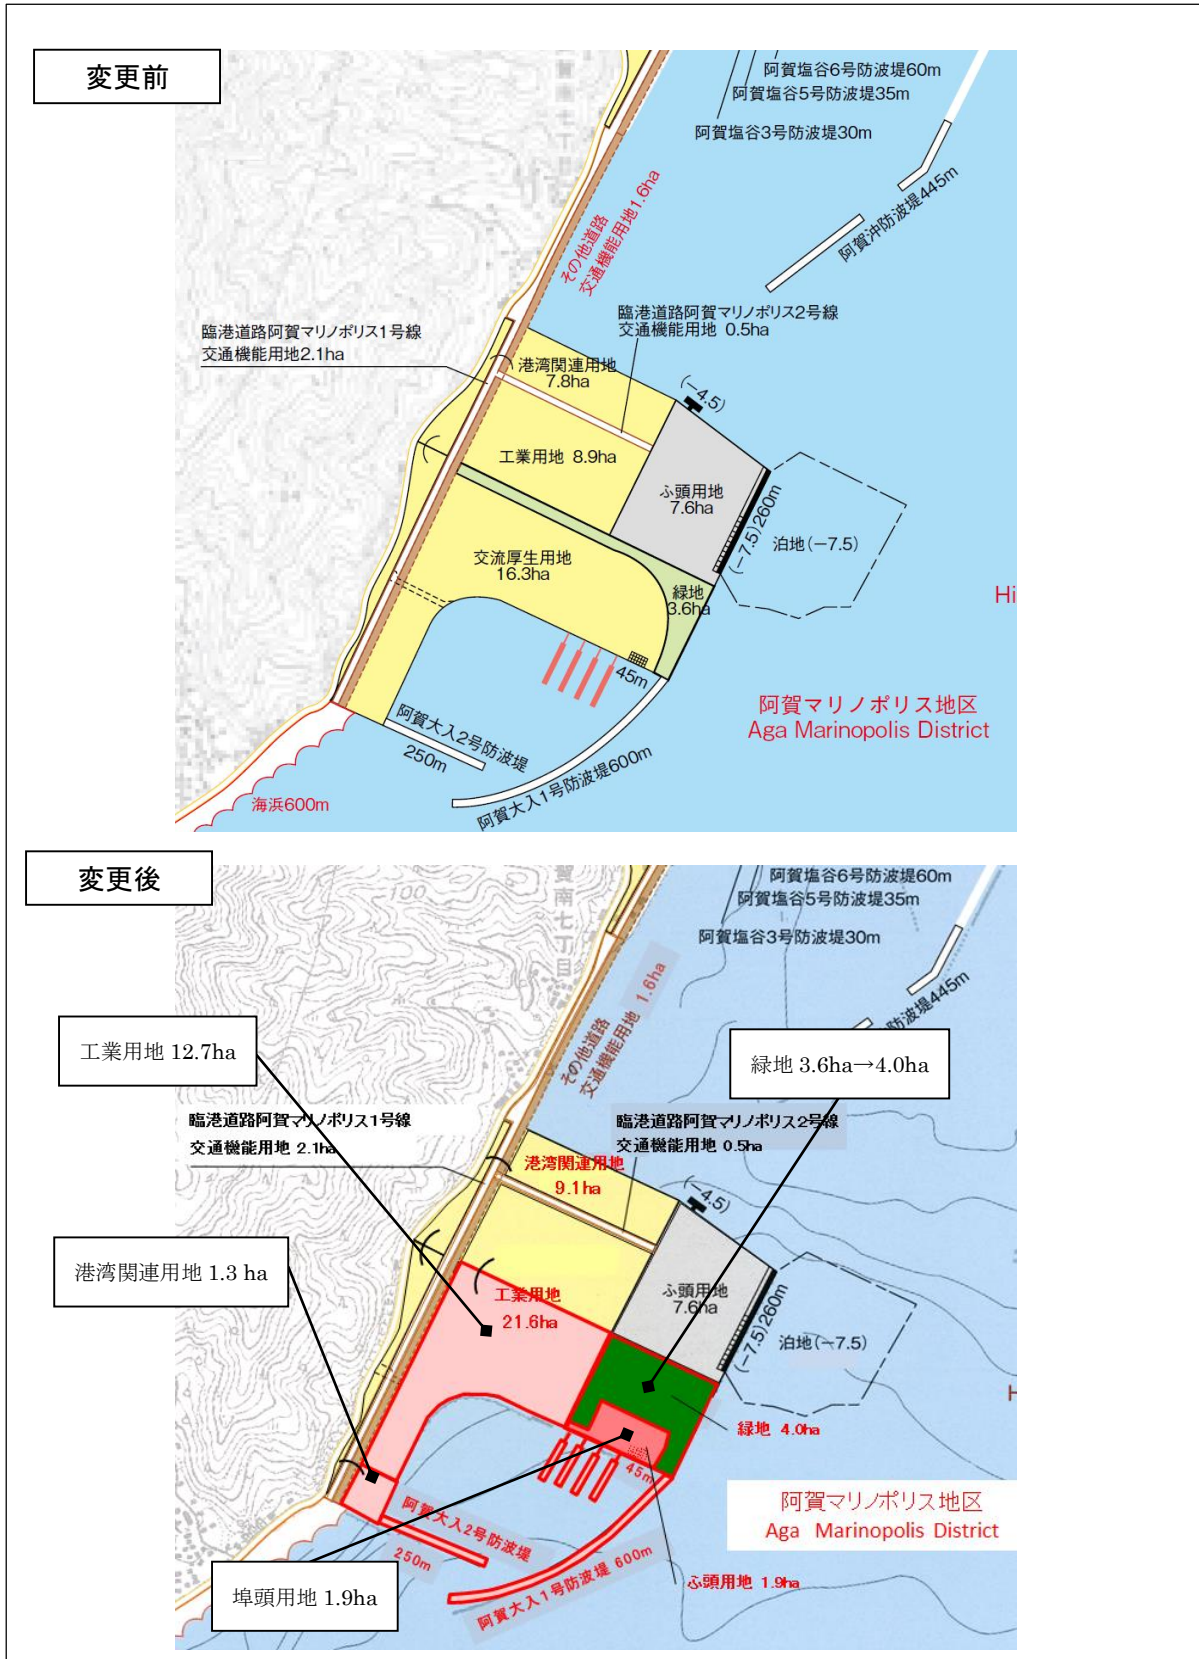 変更前
賀南七丁目
阿賀塩谷6号防波堤60m
阿賀塩谷5号防波堤35m
阿賀塩谷3号防波堤30m
阿賀沖防波堤445m
その他道路
交通機能用地1.6ha
臨港道路阿賀マリノポリス2号線
交通機能用地 0.5ha
臨港道路阿賀マリノポリス1号線
交通機能用地2.1ha
港湾関連用地
7.8ha
(-4.5)
工業用地 8.9ha
ふ頭用地
7.6ha
(-7.5)260m
泊地(-7.5)
交流厚生用地
16.3ha
緑地
3.6ha
Hi
45m
阿賀マリノポリス地区
Aga Marinopolis District
阿賀大入2号防波堤
250m
阿賀大入1号防波堤600m
海浜600m
変更後
100
賀南七丁目
阿賀塩谷6号防波堤60m
阿賀塩谷5号防波堤35m
阿賀塩谷3号防波堤30m
防波堤445m
その他道路
交通機能用地 1.6ha
工業用地 12.7ha
緑地 3.6ha→4.0ha
臨港道路阿賀マリノポリス1号線
交通機能用地 2.1ha
臨港道路阿賀マリノポリス2号線
交通機能用地 0.5ha
港湾関連用地
9.1ha
(-4.5)
港湾関連用地 1.3 ha
工業用地
21.6ha
ふ頭用地
7.6ha
(-7.5)260m
泊地(-7.5)
H
緑地 4.0ha
45m
阿賀マリノポリス地区
Aga Marinopolis District
阿賀大入2号防波堤
250m
阿賀大入1号防波堤 600m
ふ頭用地 1.9ha
埠頭用地 1.9ha